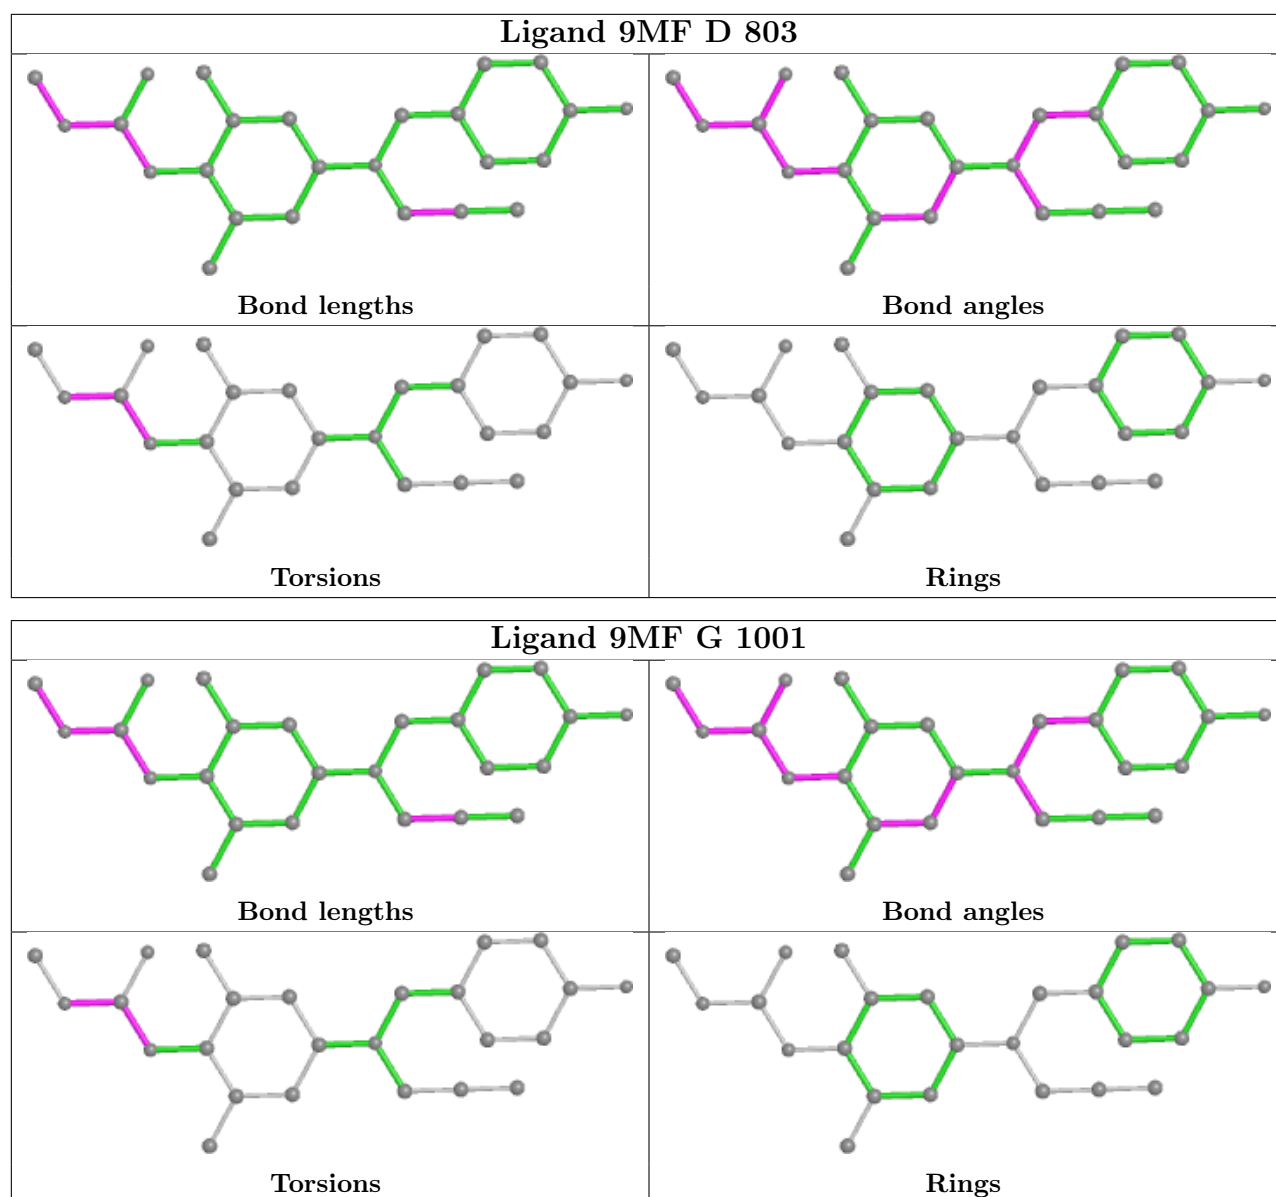 Ligand 9MF D 803
Bond lengths
Bond angles
Torsions
Rings
Ligand 9MF G 1001
Bond lengths
Bond angles
Torsions
Rings